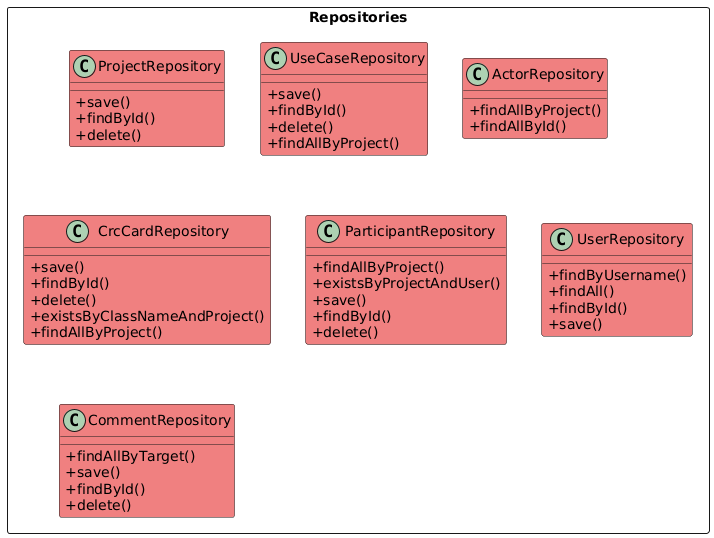 Repositories
C ProjectRepository
+save()
+findById()
+delete()
C UseCaseRepository
+save()
+findById()
+delete()
+findAllByProject()
C ActorRepository
+findAllByProject()
+findAllById()
C CrcCardRepository
+save()
+findById()
+delete()
+existsByClassNameAndProject()
+findAllByProject()
C ParticipantRepository
+findAllByProject()
+existsByProjectAndUser()
+save()
+findById()
+delete()
C UserRepository
+findByUsername()
+findAll()
+findById()
+save()
C CommentRepository
+findAllByTarget()
+save()
+findById()
+delete()